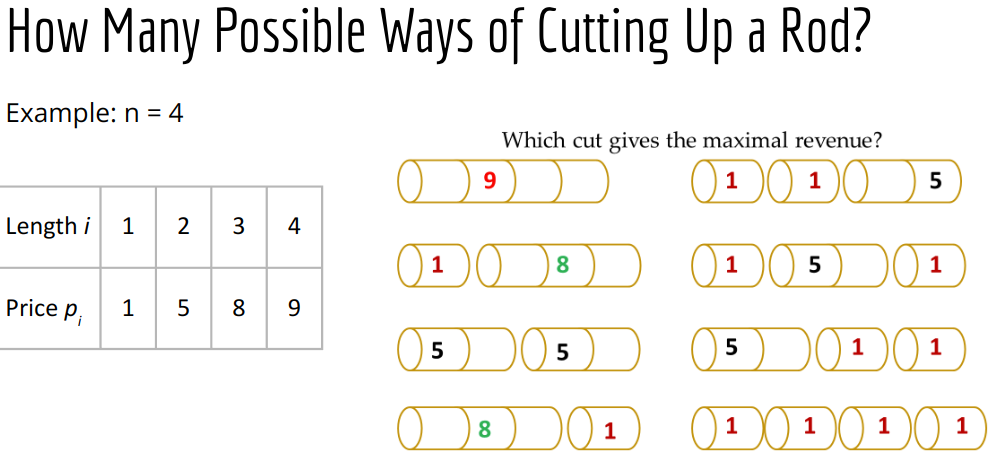 How Many Possible Ways of Cutting Up a Rod?
Example: n = 4
Which cut gives the maximal revenue?
Length i 1 2 3 4
Price pi 1 5 8 9
9
1 8
5 5
8 1
1 1 5
1 5 1
5 1 1
1 1 1 1